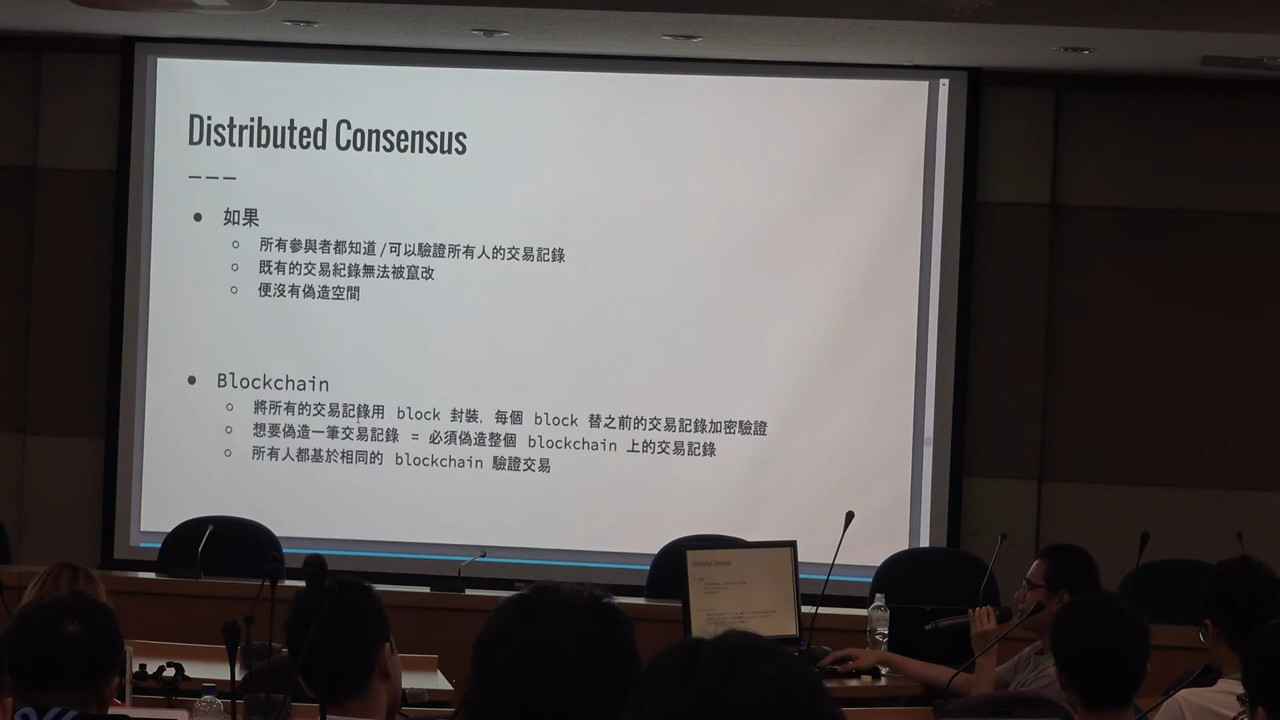 Distributed Consensus
---
● 如果
○ 所有參與者都知道/可以驗證所有人的交易記錄
○ 既有的交易紀錄無法被竄改
○ 便沒有偽造空間
● Blockchain
○ 將所有的交易記錄用 block 封裝, 每個 block 替之前的交易記錄加密驗證
○ 想要偽造一筆交易記錄 = 必須偽造整個 blockchain 上的交易記錄
○ 所有人都基於相同的 blockchain 驗證交易
Distributed Consensus